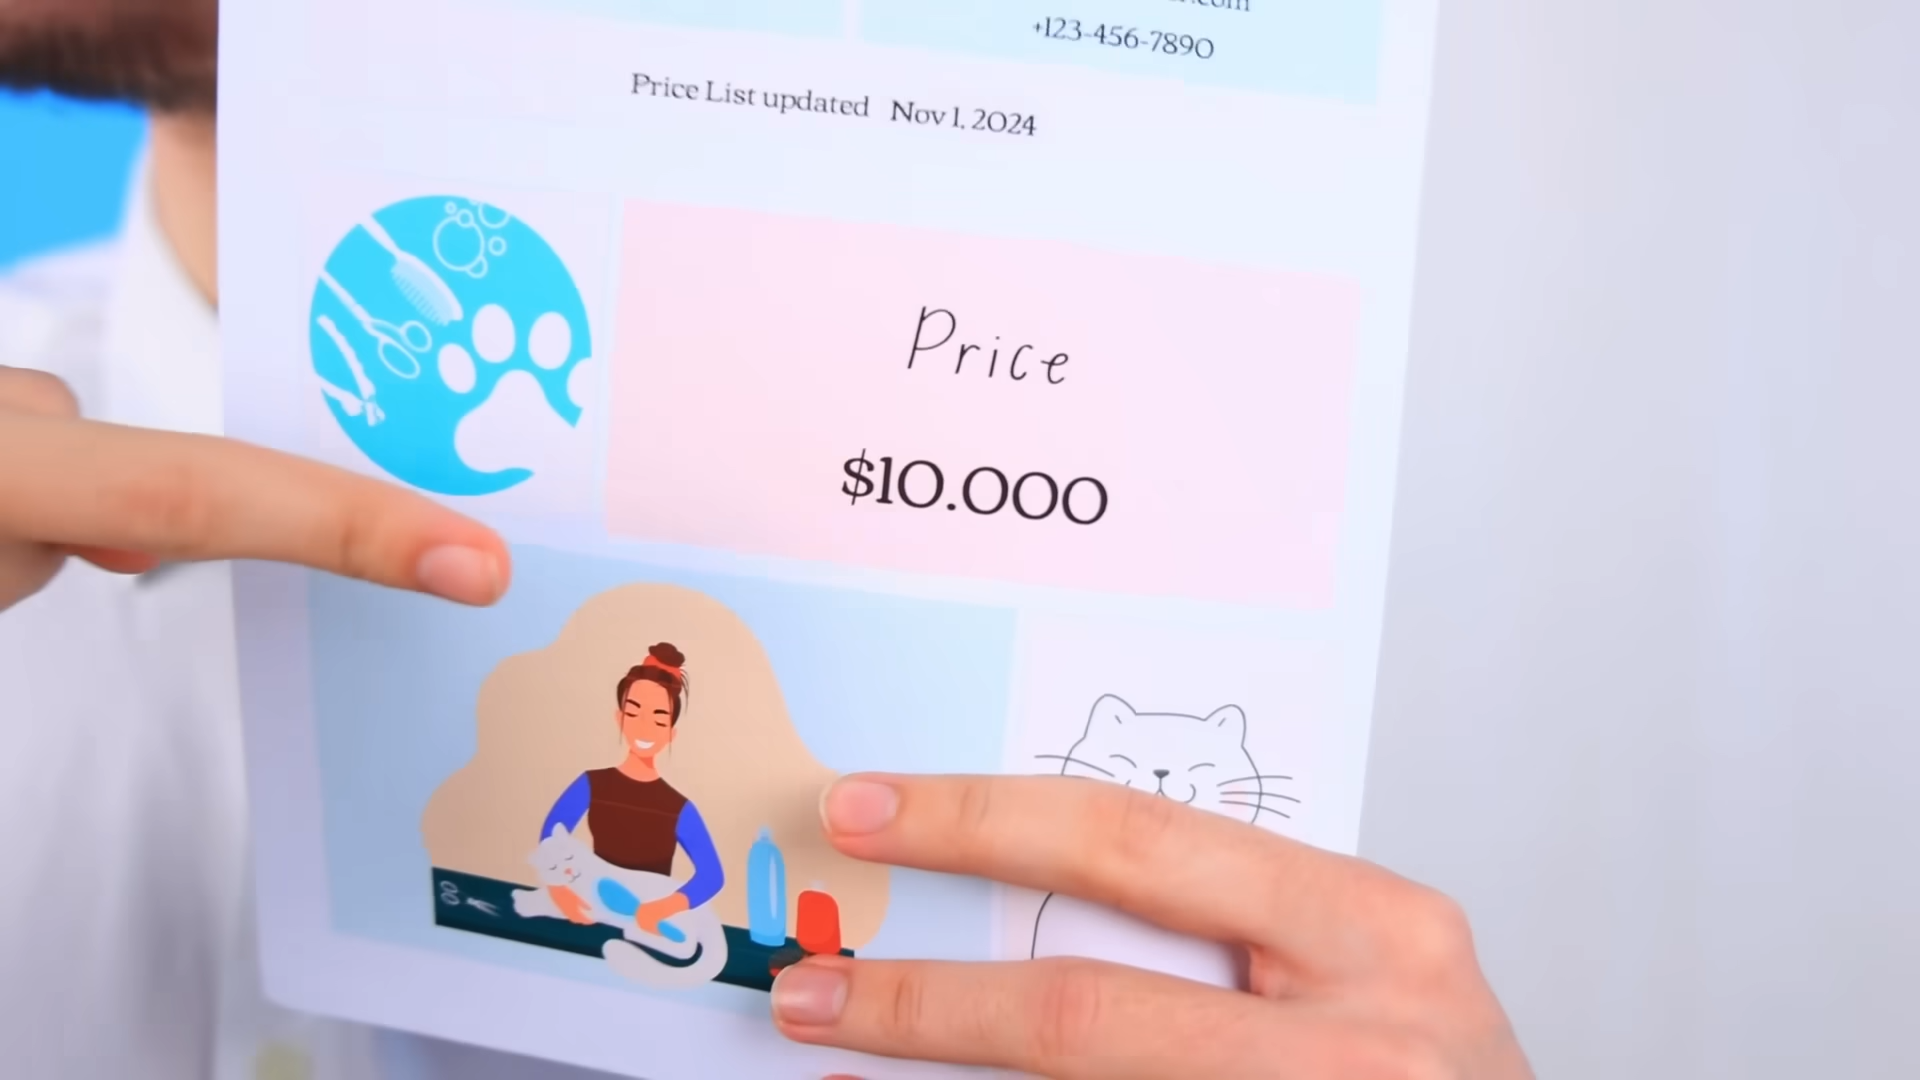 +123-456-7890
Price List updated Nov 1, 2024
Price
$10.000